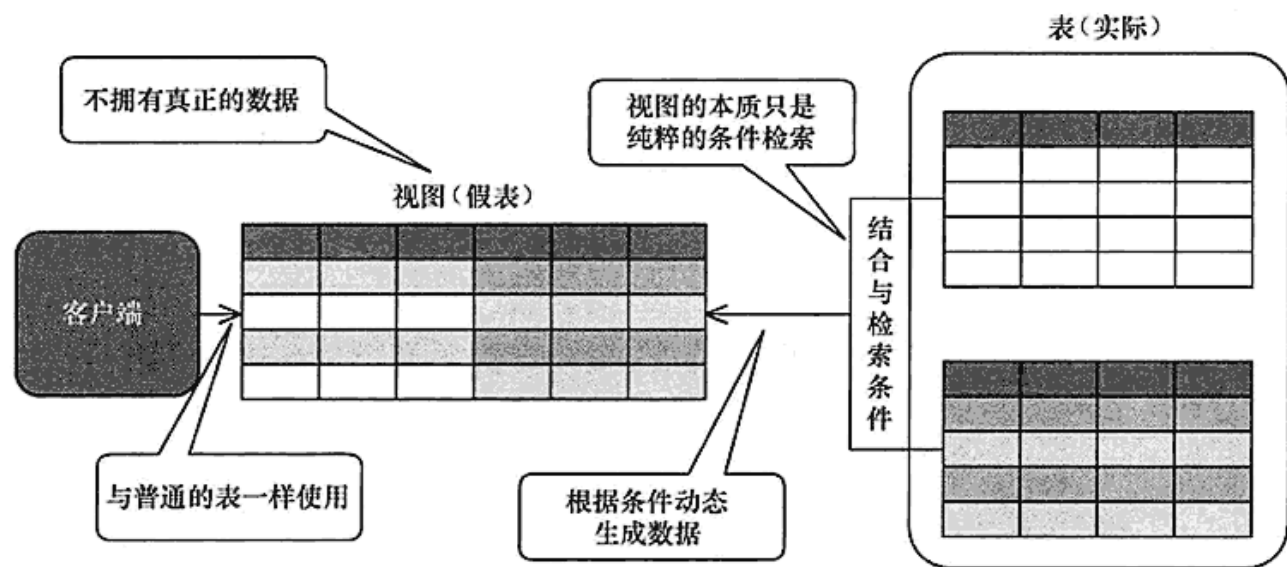 表(实际)
不拥有真正的数据
视图的本质只是
纯粹的条件检索
视图(假表)
客户端
结合与检索条件
与普通的表一样使用
根据条件动态
生成数据